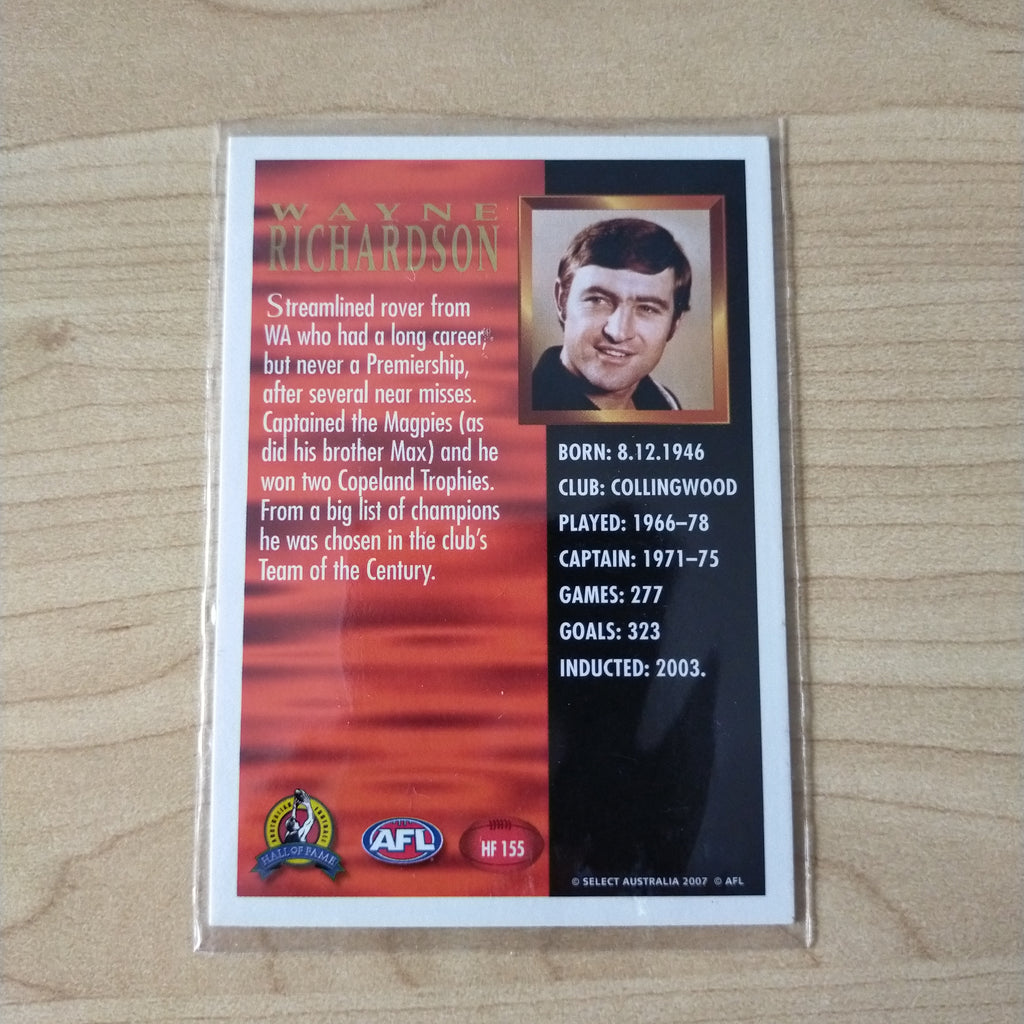 WAYNE
RICHARDSON
Streamlined rover from
WA who had a long career,
but never a Premiership,
after several near misses.
Captained the Magpies (as
did his brother Max) and he
won two Copeland Trophies.
From a big list of champions
he was chosen in the club's
Team of the Century.
BORN: 8.12.1946
CLUB: COLLINGWOOD
PLAYED: 1966–78
CAPTAIN: 1971–75
GAMES: 277
GOALS: 323
INDUCTED: 2003.
AUSTRALIAN FOOTBALL
HALL OF FAME
AFL
HF 155
© SELECT AUSTRALIA 2007 © AFL